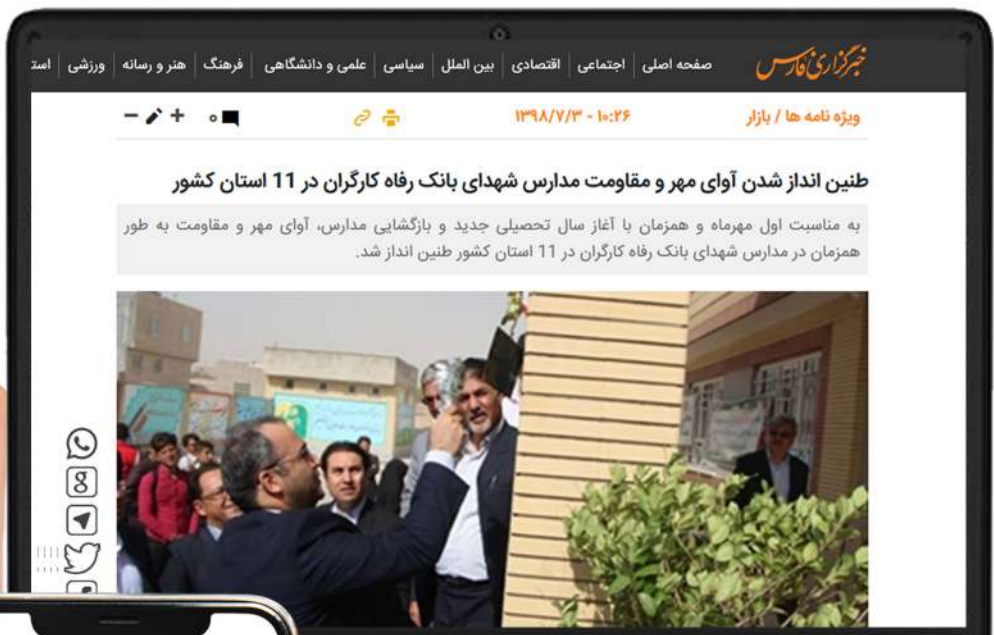 خبرگزاری فارس
صفحه اصلی | اجتماعی | اقتصادی | بین الملل | سیاسی | علمی و دانشگاهی | فرهنگ | هنر و رسانه | ورزشی | است
ویژه نامه ها / بازار
۱۳۹۸/۷/۳ - ۱۰:۲۶
۰
+
−
طنین انداز شدن آوای مهر و مقاومت مدارس شهدای بانک رفاه کارگران در 11 استان کشور
به مناسبت اول مهرماه و همزمان با آغاز سال تحصیلی جدید و بازگشایی مدارس، آوای مهر و مقاومت به طور
همزمان در مدارس شهدای بانک رفاه کارگران در 11 استان کشور طنین انداز شد.